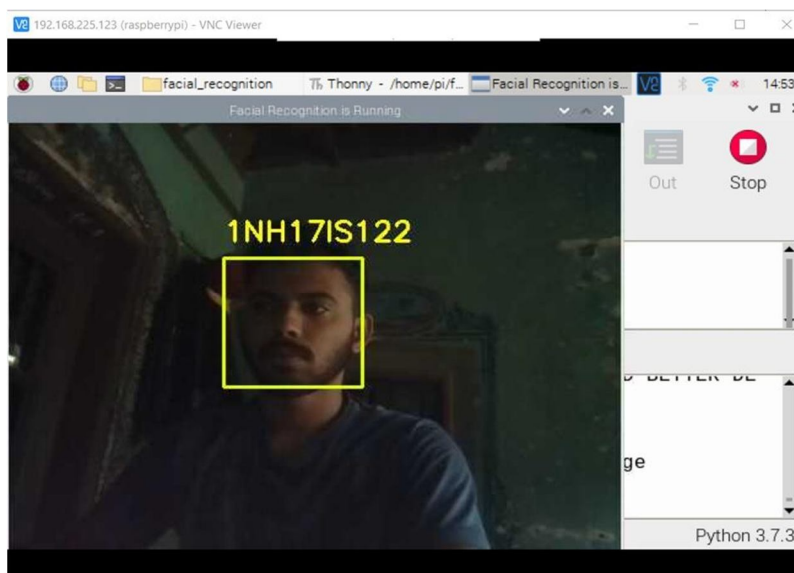 192.168.225.123 (raspberrypi) - VNC Viewer
facial_recognition Thonny - /home/pi/f... Facial Recognition is... 14:53
Facial Recognition is Running
Out Stop
1NH17IS122
ge
Python 3.7.3